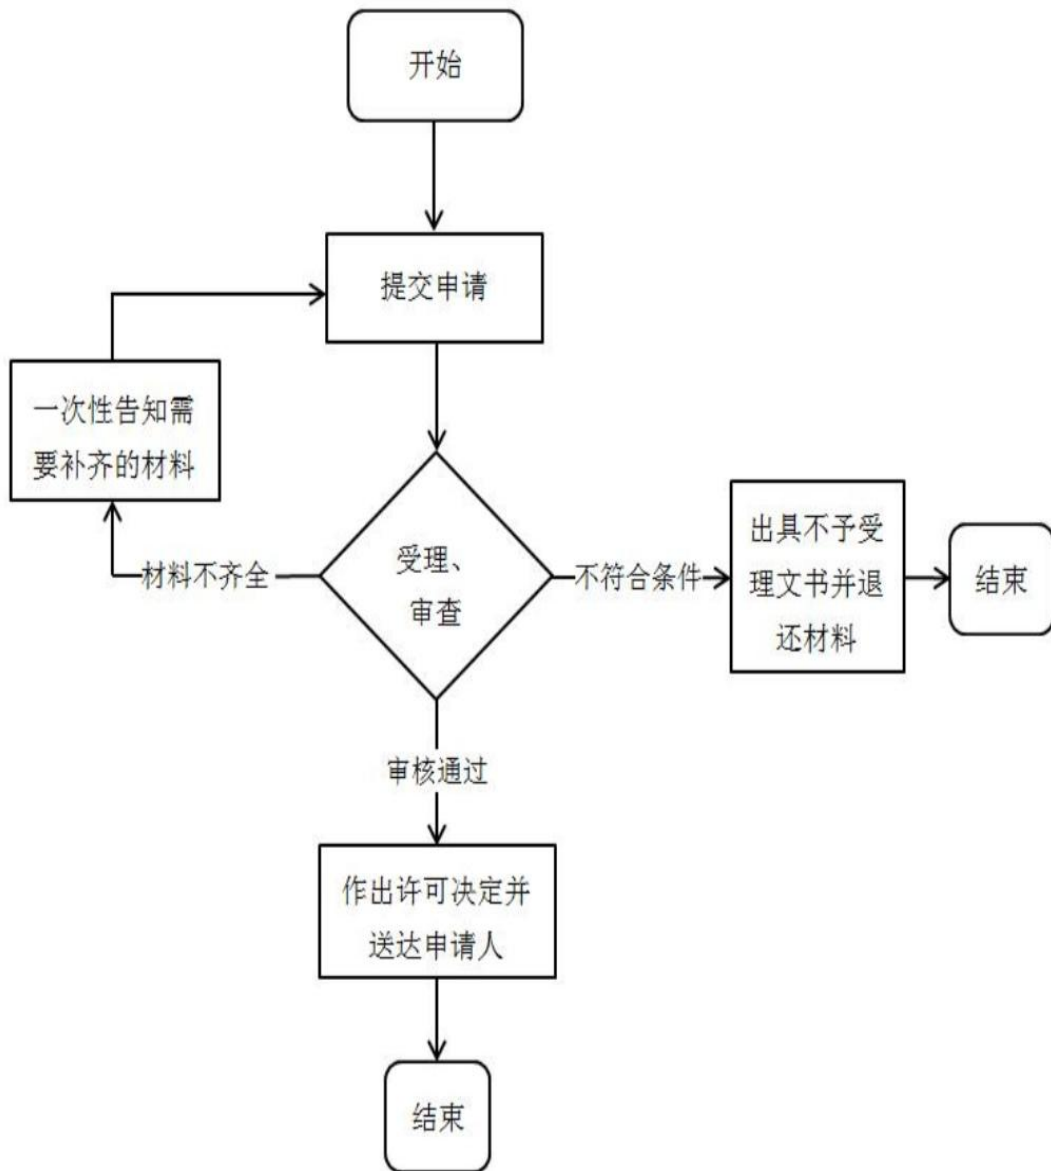 开始
提交申请
一次性告知需
要补齐的材料
材料不齐全
受理、
审查
不符合条件
出具不予受
理文书并退
还材料
结束
审核通过
作出许可决定并
送达申请人
结束